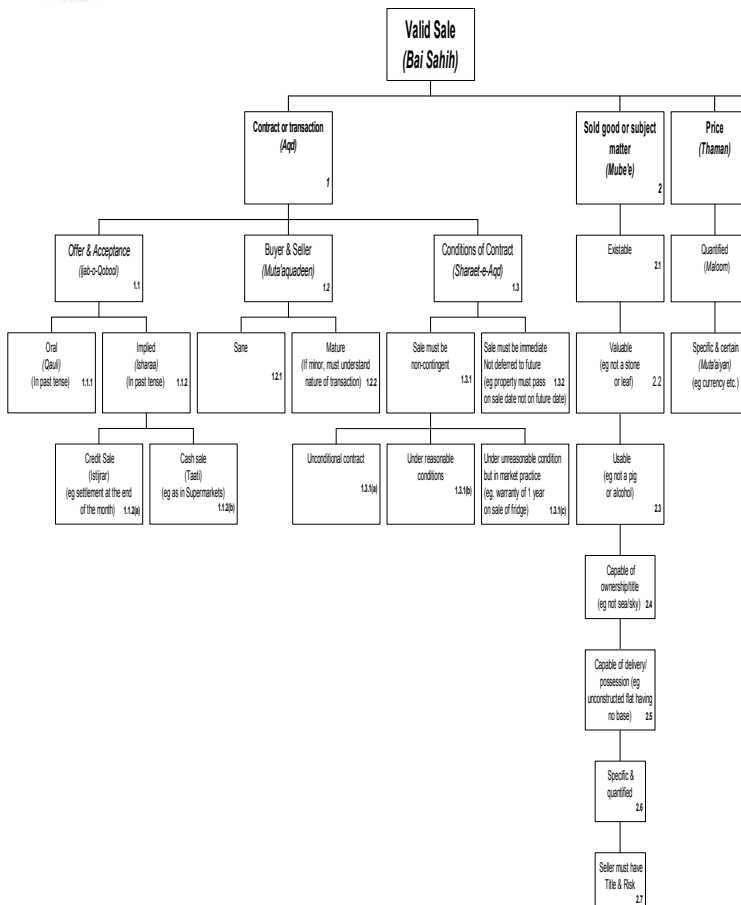 Valid Sale
(Bai Sahih)
Contract or transaction
(Aqd)
1
Sold good or subject
matter
(Mube'e)
2
Price
(Thaman)
Offer & Acceptance
(Ijab-o-Qobool)
1.1
Buyer & Seller
(Muta'aquadeen)
1.2
Conditions of Contract
(Sharaet-e-Aqd)
1.3
Existable
2.1
Quantified
(Maloom)
Oral
(Qauli)
(In past tense)
1.1.1
Implied
(Isharaa)
(In past tense)
1.1.2
Sane
1.2.1
Mature
(If minor, must understand
nature of transaction)
1.2.2
Sale must be
non-contingent
1.3.1
Sale must be immediate
Not deferred to future
(eg property must pass
on sale date not on future date)
1.3.2
Valuable
(eg not a stone
or leaf)
2.2
Specific & certain
(Muta'aiyan)
(eg currency etc.)
Credit Sale
(Istijrar)
(eg settlement at the end
of the month)
1.1.2(a)
Cash sale
(Taati)
(eg as in Supermarkets)
1.1.2(b)
Unconditional contract
1.3.1(a)
Under reasonable
conditions
1.3.1(b)
Under unreasonable condition
but in market practice
(eg. warranty of 1 year
on sale of fridge)
1.3.1(c)
Usable
(eg not a pig
or alcohol)
2.3
Capable of
ownership/title
(eg not sea/sky)
2.4
Capable of delivery/
possession (eg
unconstructed flat having
no base)
2.5
Specific &
quantified
2.6
Seller must have
Title & Risk
2.7